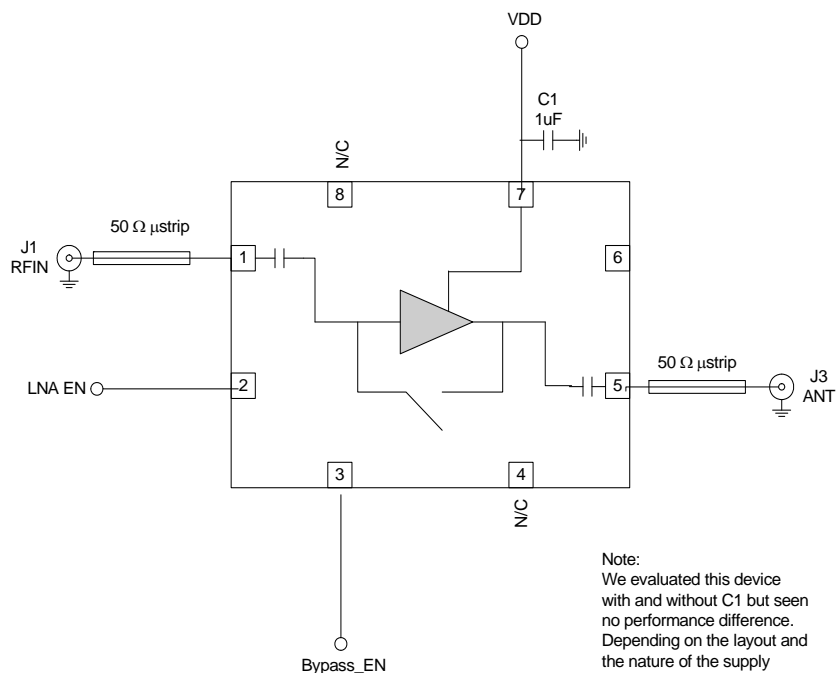 VDD
C1
1uF
N/C
8
7
50 Ω μstrip
J1
RFIN
1
6
50 Ω μstrip
LNA EN
2
5
J3
ANT
3
4
N/C
Note:
We evaluated this device
with and without C1 but seen
no performance difference.
Depending on the layout and
the nature of the supply
Bypass_EN